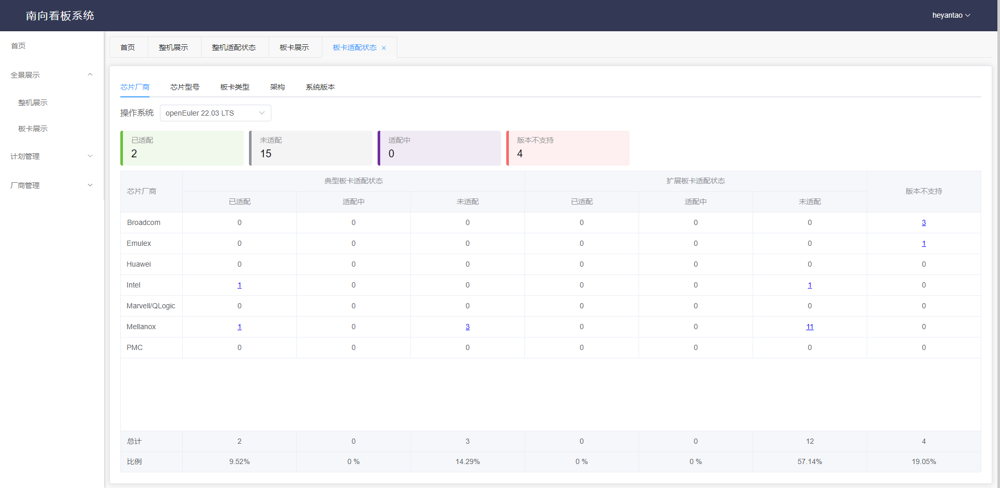 南向看板系统
heyantao
首页
全景展示
整机展示
板卡展示
计划管理
厂商管理
首页 整机展示 整机适配状态 板卡展示 板卡适配状态 ×
芯片厂商 芯片型号 板卡类型 架构 系统版本
操作系统 openEuler 22.03 LTS
已适配 未适配 适配中 版本不支持
2 15 0 4
芯片厂商 典型板卡适配状态 扩展板卡适配状态 版本不支持
已适配 适配中 未适配 已适配 适配中 未适配
Broadcom 0 0 0 0 0 0 3
Emulex 0 0 0 0 0 0 1
Huawei 0 0 0 0 0 0 0
Intel 1 0 0 0 0 1 0
Marvell/QLogic 0 0 0 0 0 0 0
Mellanox 1 0 3 0 0 11 0
PMC 0 0 0 0 0 0 0
总计 2 0 3 0 0 12 4
比例 9.52% 0 % 14.29% 0 % 0 % 57.14% 19.05%